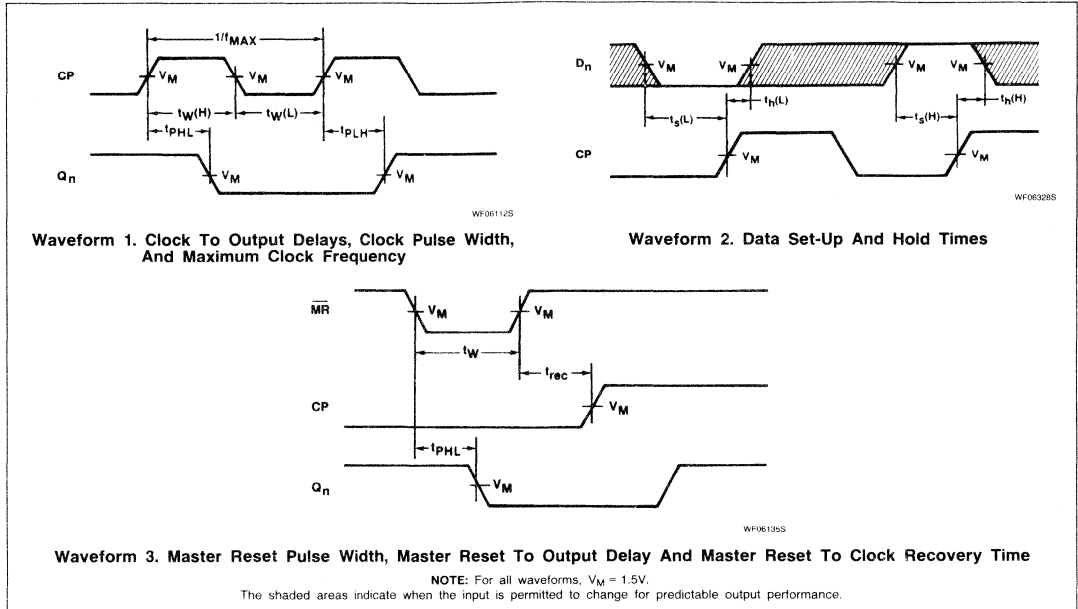 1/fMAX
CP
VM
VM
VM
tW(H)
tW(L)
tPHL
tPLH
Qn
VM
VM
WF06112S
Waveform 1. Clock To Output Delays, Clock Pulse Width,
And Maximum Clock Frequency
Dn
VM
VM
VM
VM
th(L)
th(H)
ts(L)
ts(H)
CP
VM
VM
WF06328S
Waveform 2. Data Set-Up And Hold Times
MR
VM
VM
tW
trec
CP
VM
tPHL
Qn
VM
WF06135S
Waveform 3. Master Reset Pulse Width, Master Reset To Output Delay And Master Reset To Clock Recovery Time
NOTE: For all waveforms, VM = 1.5V.
The shaded areas indicate when the input is permitted to change for predictable output performance.